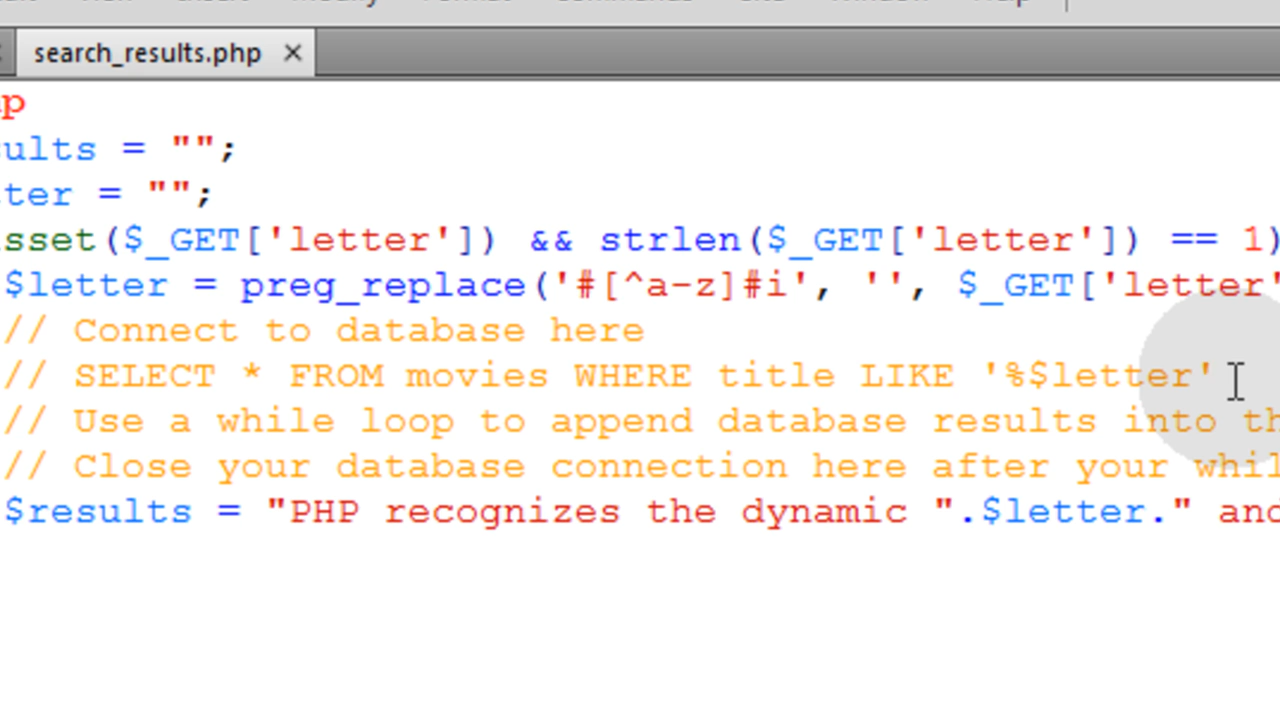 search_results.php
p
ults = "";
ter = "";
sset($_GET['letter']) && strlen($_GET['letter']) == 1)
$letter = preg_replace('#[^a-z]#i', '', $_GET['letter'
// Connect to database here
// SELECT * FROM movies WHERE title LIKE '%$letter'
// Use a while loop to append database results into th
// Close your database connection here after your whil
$results = "PHP recognizes the dynamic ".$letter." and